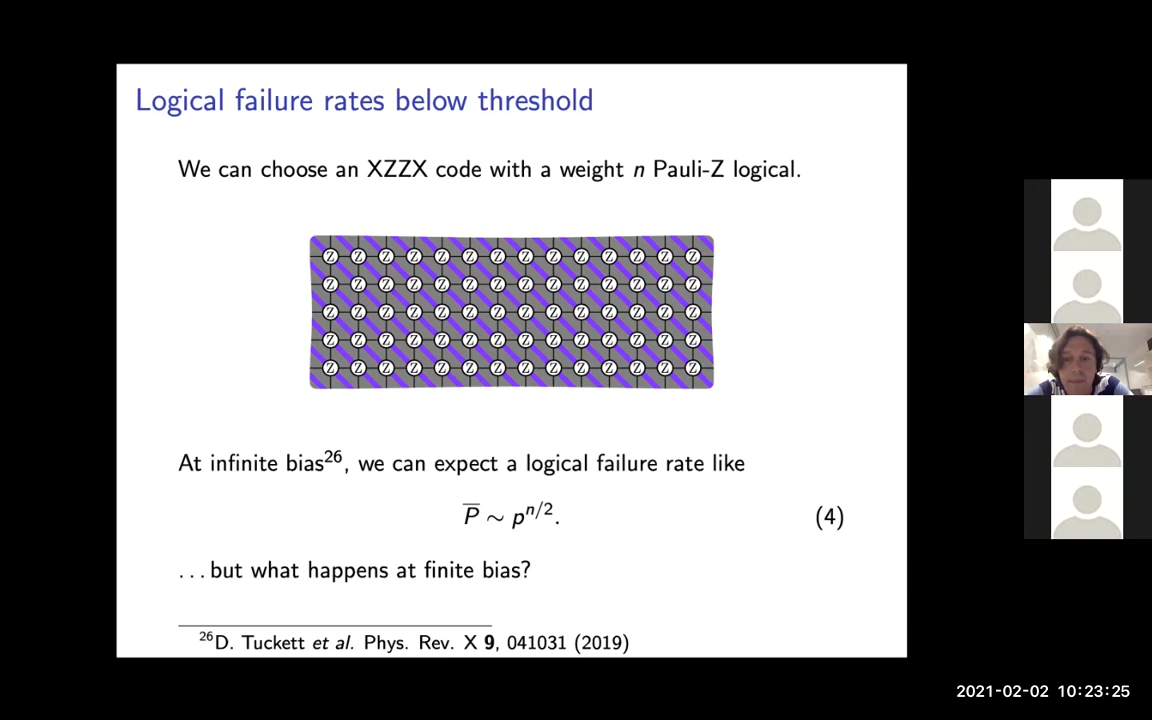 Logical failure rates below threshold
We can choose an XZZX code with a weight n Pauli-Z logical.
Z Z Z Z Z Z Z Z Z Z Z Z Z Z
Z Z Z Z Z Z Z Z Z Z Z Z Z Z
Z Z Z Z Z Z Z Z Z Z Z Z Z Z
Z Z Z Z Z Z Z Z Z Z Z Z Z Z
Z Z Z Z Z Z Z Z Z Z Z Z Z Z
At infinite bias²⁶, we can expect a logical failure rate like
P̅ ∼ p^{n/2}. (4)
...but what happens at finite bias?
²⁶D. Tuckett et al. Phys. Rev. X 9, 041031 (2019)
2021-02-02 10:23:25